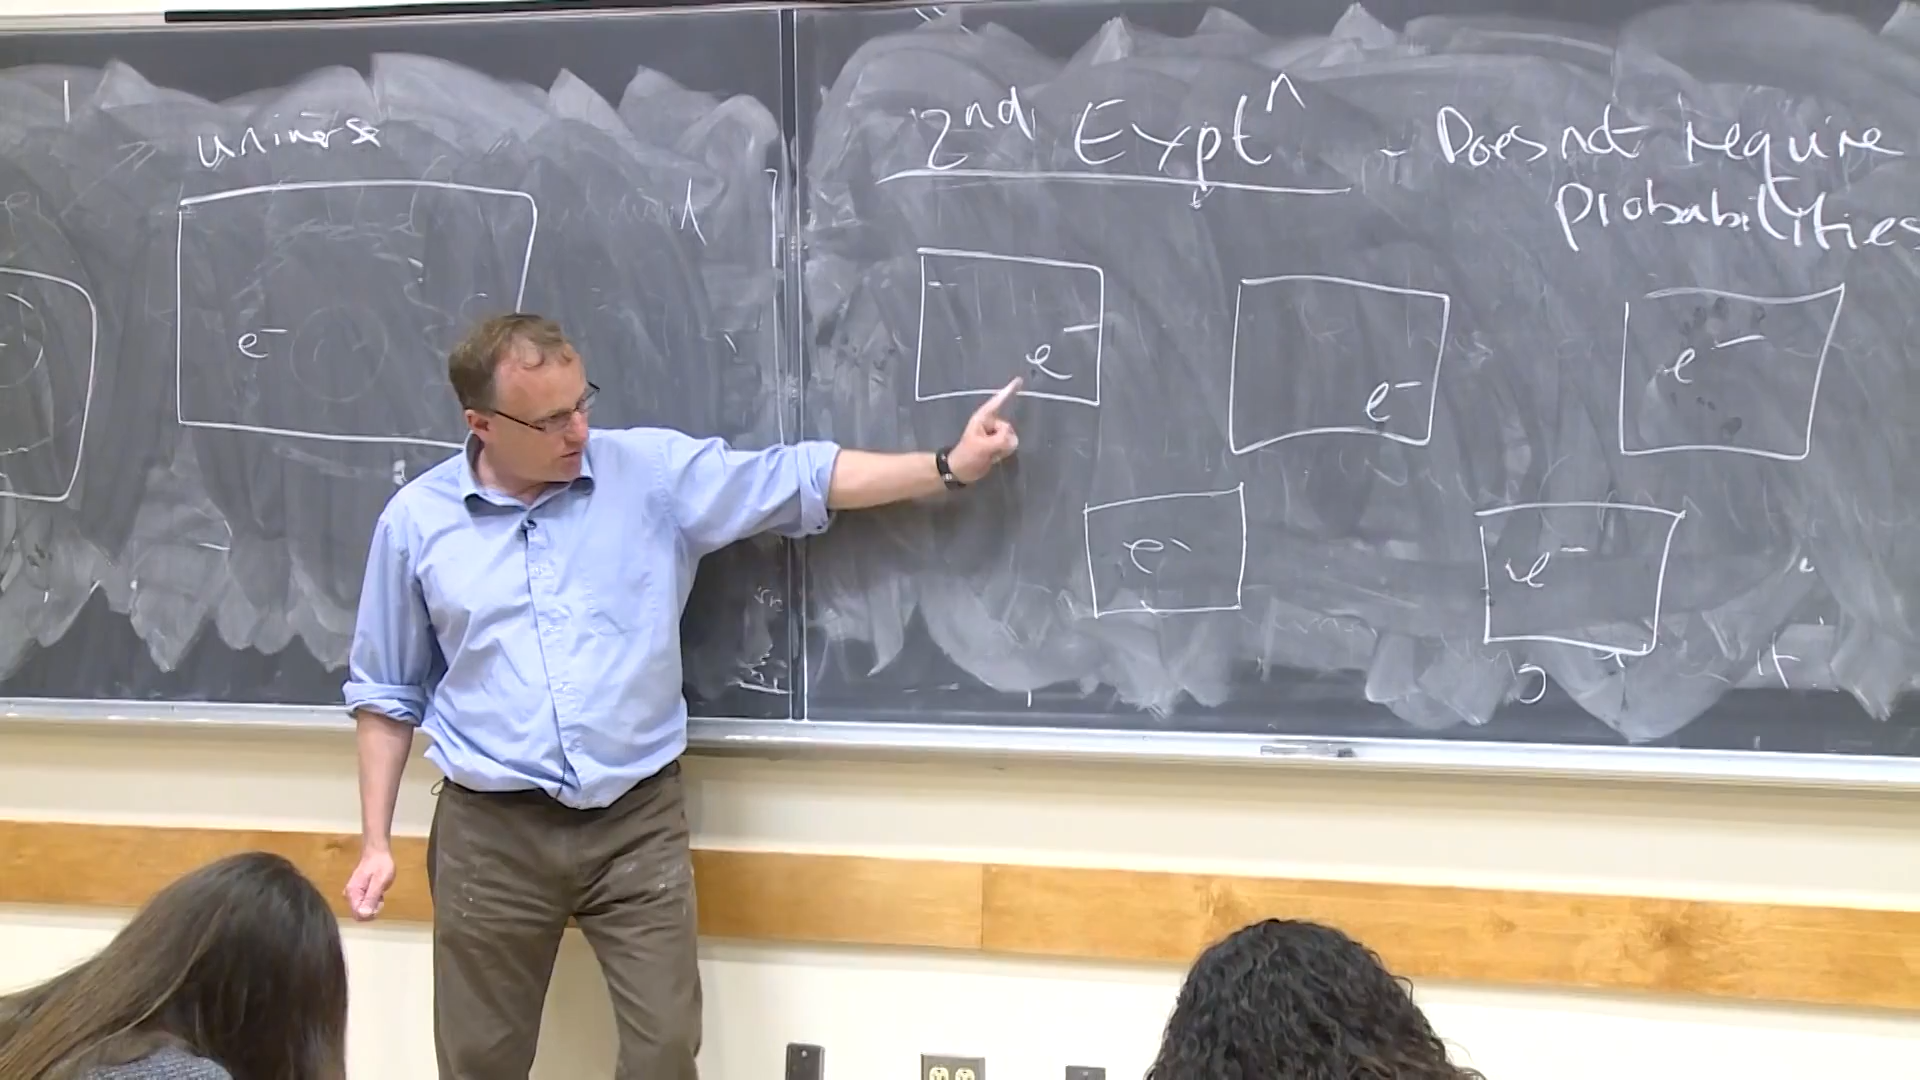 universe
e⁻
2nd Exptⁿ - Does not require
probabilities
e⁻
e⁻
e⁻
e⁻
e⁻